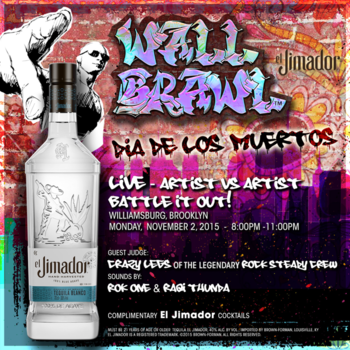 WALL
BRAWL
el Jimador
DIA DE LOS MUERTOS
LIVE - ARTIST VS ARTIST
BATTLE IT OUT!
WILLIAMSBURG, BROOKLYN
MONDAY, NOVEMBER 2, 2015 - 8:00PM -11:00PM
GUEST JUDGE:
CRAZY LEGS OF THE LEGENDARY ROCK STEADY CREW
SOUNDS BY:
ROK ONE & RAGI THUNDA
COMPLIMENTARY El Jimador COCKTAILS
el Jimador
TEQUILA BLANCO